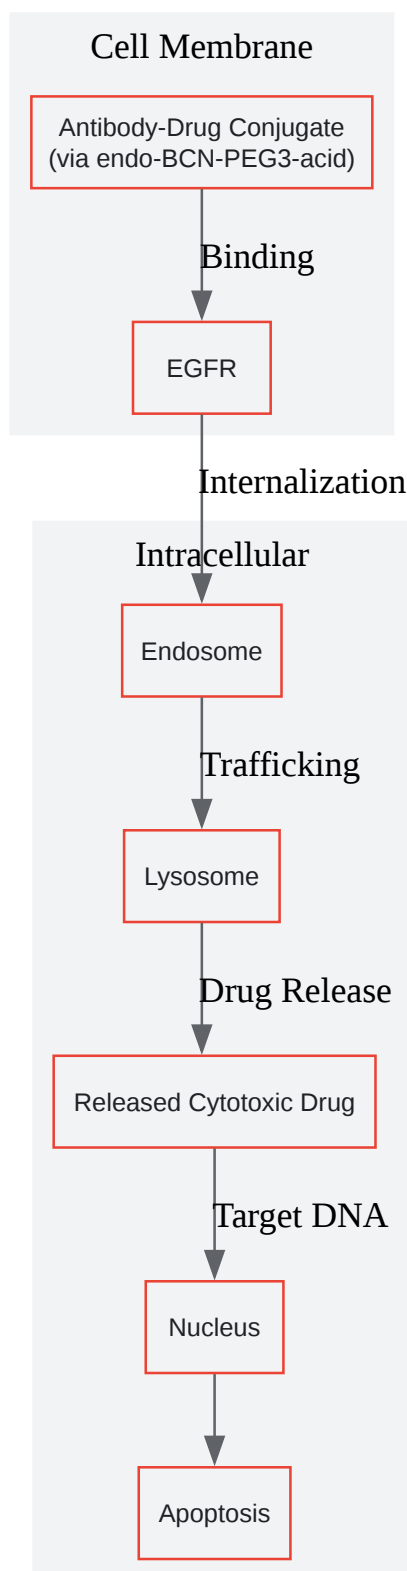 Cell Membrane
Antibody-Drug Conjugate
(via endo-BCN-PEG3-acid)
Binding
EGFR
Internalization
Intracellular
Endosome
Trafficking
Lysosome
Drug Release
Released Cytotoxic Drug
Target DNA
Nucleus
Apoptosis